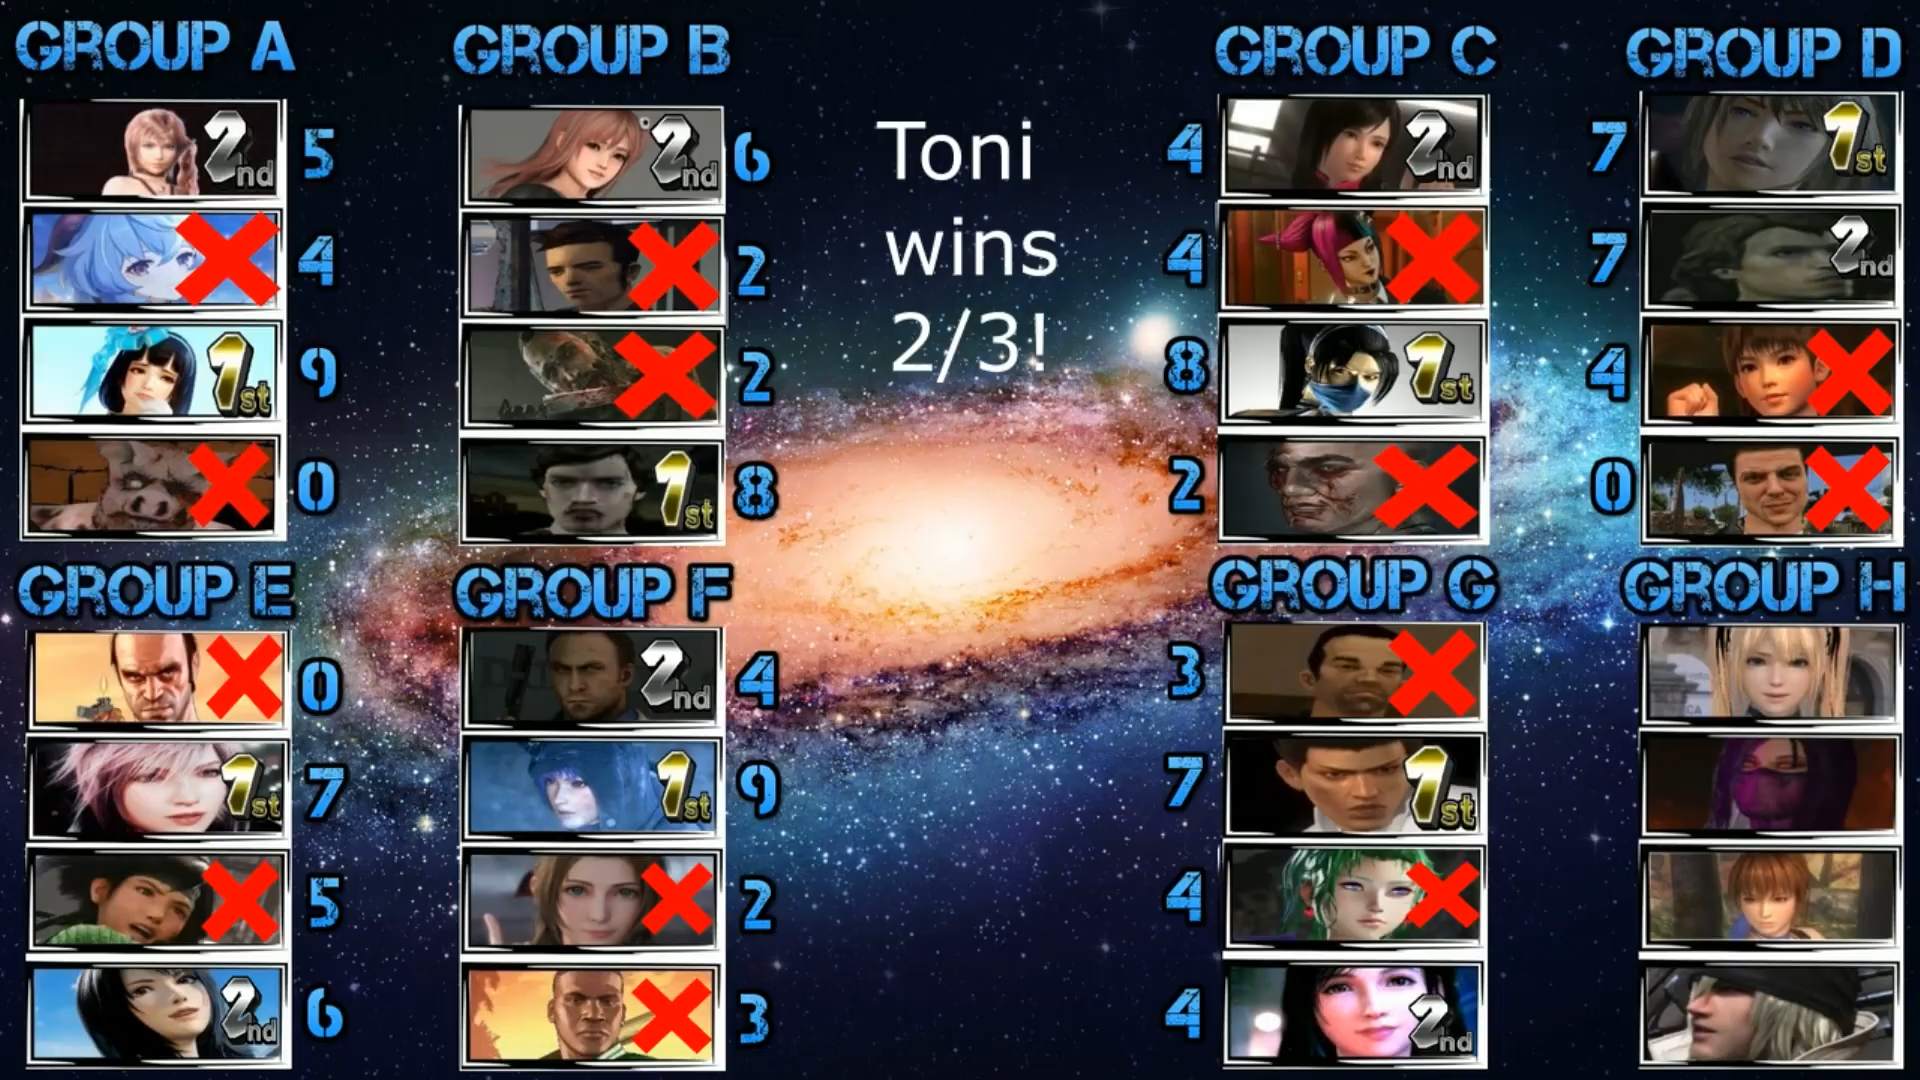 GROUP A
2nd 5
4
1st 9
0
GROUP B
2nd 6
2
2
1st 8
Toni
wins
2/3!
GROUP C
4 2nd
4
8 1st
2
GROUP D
7 1st
7 2nd
4
0
GROUP E
0
1st 7
5
2nd 6
GROUP F
2nd 4
1st 9
2
3
GROUP G
3
7 1st
4
4 2nd
GROUP H